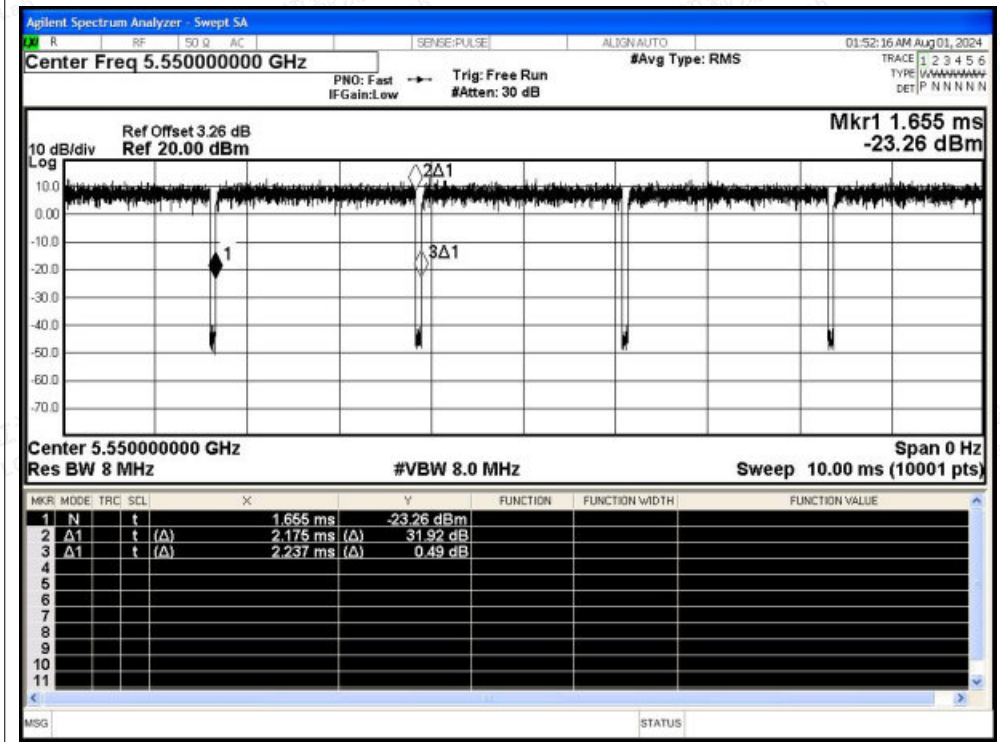 Agilent Spectrum Analyzer - Swept SA
R RF 50 Ω AC SENSE:PULSE ALIGN AUTO 01:52:16 AM Aug 01, 2024
Center Freq 5.550000000 GHz #Avg Type: RMS TRACE 1 2 3 4 5 6
PNO: Fast Trig: Free Run TYPE
IFGain:Low #Atten: 30 dB DET P N N N N N
Mkr1 1.655 ms
Ref Offset 3.26 dB
10 dB/div Ref 20.00 dBm -23.26 dBm
Log
2Δ1
10.0
0.00
-10.0
1 3Δ1
-20.0
-30.0
-40.0
-50.0
-60.0
-70.0
Center 5.550000000 GHz Span 0 Hz
Res BW 8 MHz #VBW 8.0 MHz Sweep 10.00 ms (10001 pts)
MKR MODE TRC SCL X Y FUNCTION FUNCTION WIDTH FUNCTION VALUE
1 N t 1.655 ms -23.26 dBm
2 Δ1 t (Δ) 2.175 ms (Δ) 31.92 dB
3 Δ1 t (Δ) 2.237 ms (Δ) 0.49 dB
4
5
6
7
8
9
10
11
MSG STATUS